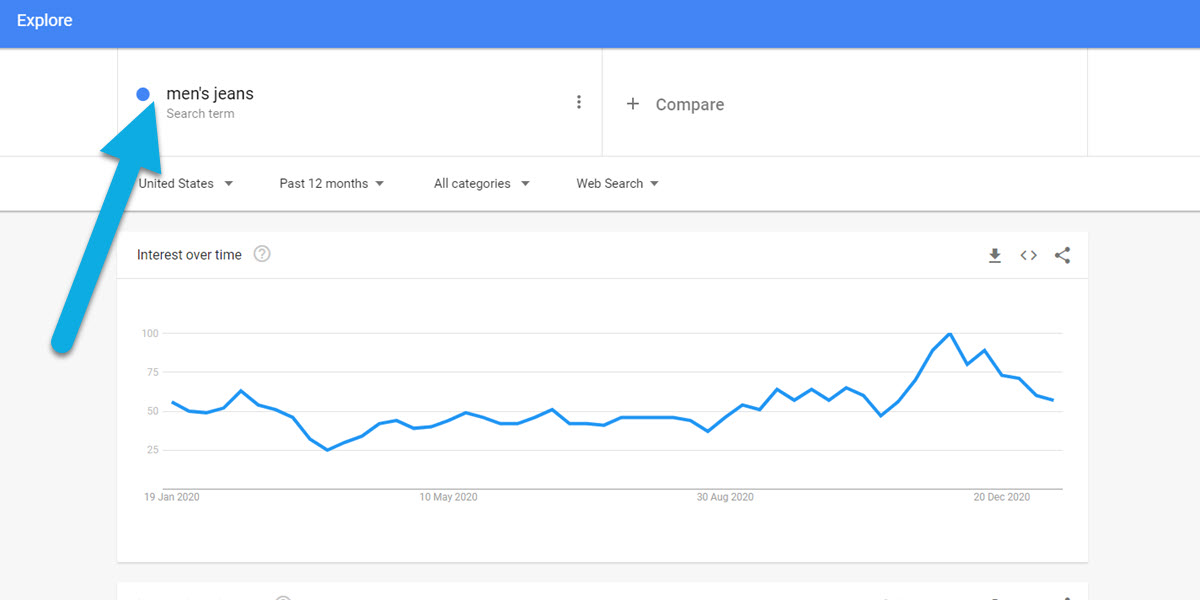 Explore
men's jeans
Search term
+ Compare
United States
Past 12 months
All categories
Web Search
Interest over time ?
100
75
50
25
19 Jan 2020
10 May 2020
30 Aug 2020
20 Dec 2020